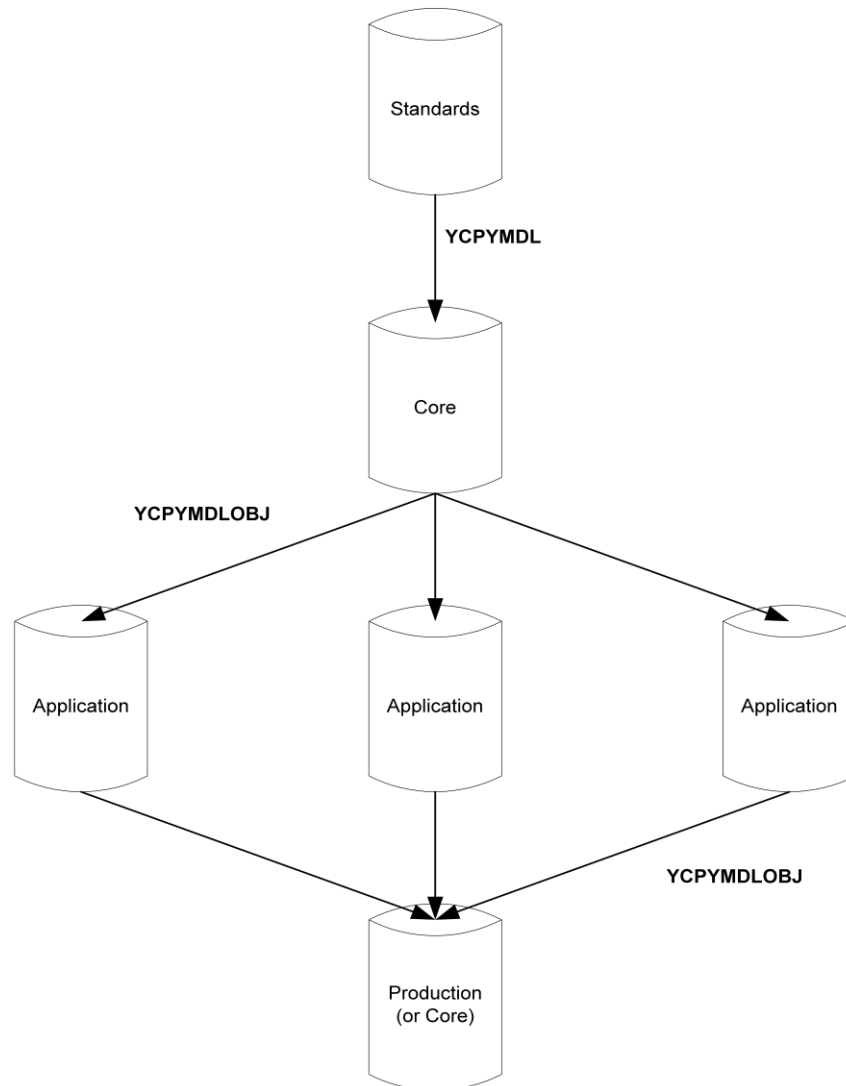 Standards
YCPYMDL
Core
YCPYMDLOBJ
Application
Application
Application
YCPYMDLOBJ
Production
(or Core)